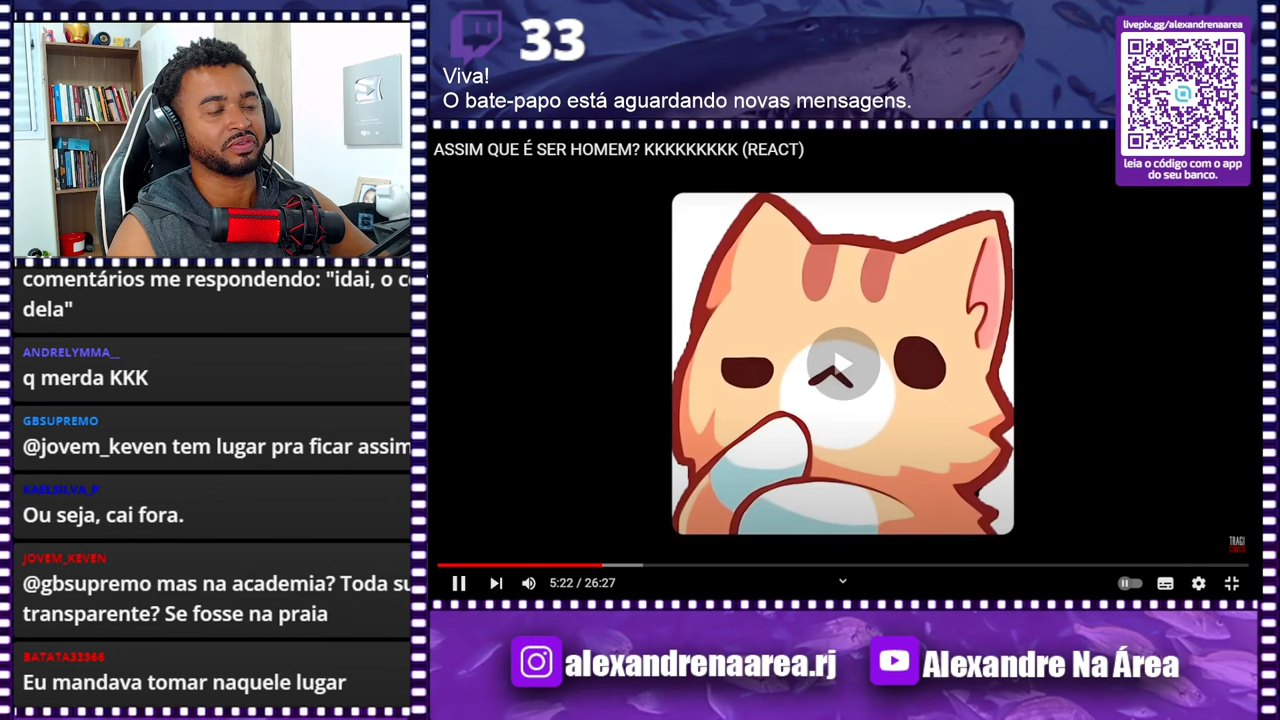 33
Viva!
O bate-papo está aguardando novas mensagens.
livepix.gg/alexandrenaarea
leia o código com o app
do seu banco.
ASSIM QUE É SER HOMEM? KKKKKKKKK (REACT)
comentários me respondendo: "idai, o c
dela"
ANDRELYMMA__
q merda KKK
GBSUPREMO
@jovem_keven tem lugar pra ficar assim
KAELSILVA_P
Ou seja, cai fora.
JOVEM_KEVEN
@gbsupremo mas na academia? Toda su
transparente? Se fosse na praia
BATATA33366
Eu mandava tomar naquele lugar
TRAGI
5:22 / 26:27
alexandrenaarea.rj
Alexandre Na Área